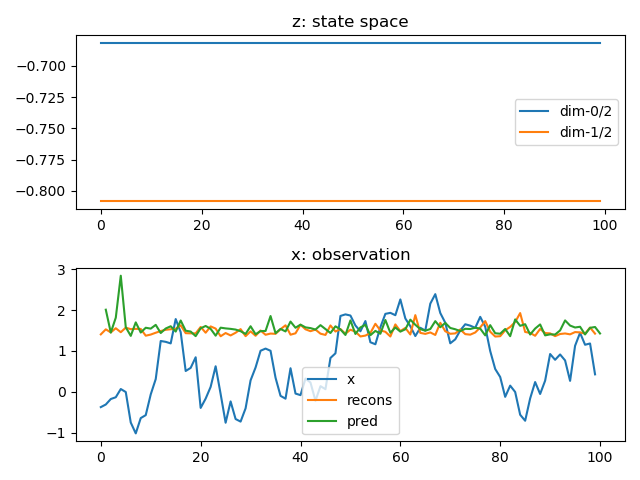 z: state space
−0.700
−0.725
−0.750
−0.775
−0.800
dim-0/2
dim-1/2
0 20 40 60 80 100
x: observation
3
2
1
0
−1
x
recons
pred
0 20 40 60 80 100